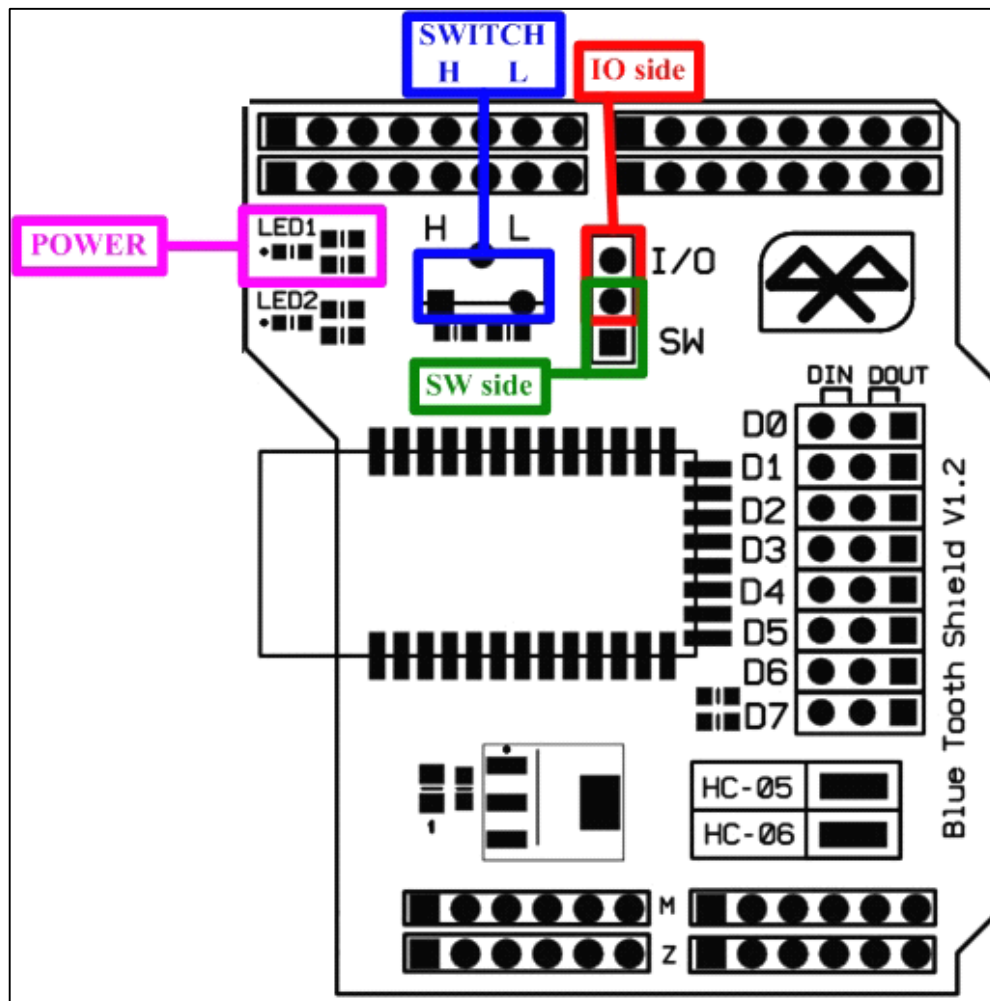 SWITCH
H L
IO side
LED1
POWER
H L
I/O
LED2
SW
SW side
DIN DOUT
D0
D1
D2
D3
D4
D5
D6
D7
Blue Tooth Shield V1.2
HC-05
HC-06
1
M
Z